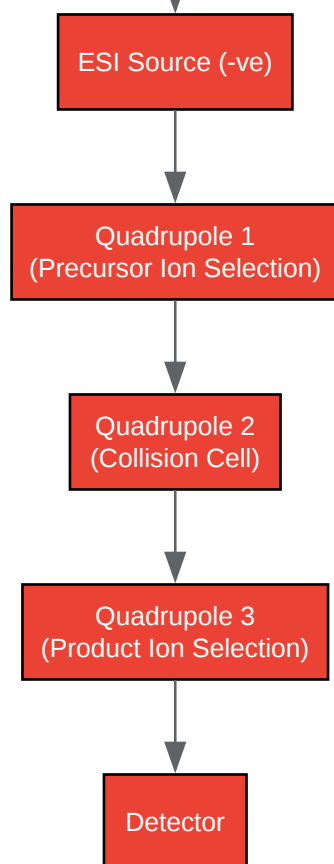 ESI Source (-ve)
Quadrupole 1
(Precursor Ion Selection)
Quadrupole 2
(Collision Cell)
Quadrupole 3
(Product Ion Selection)
Detector